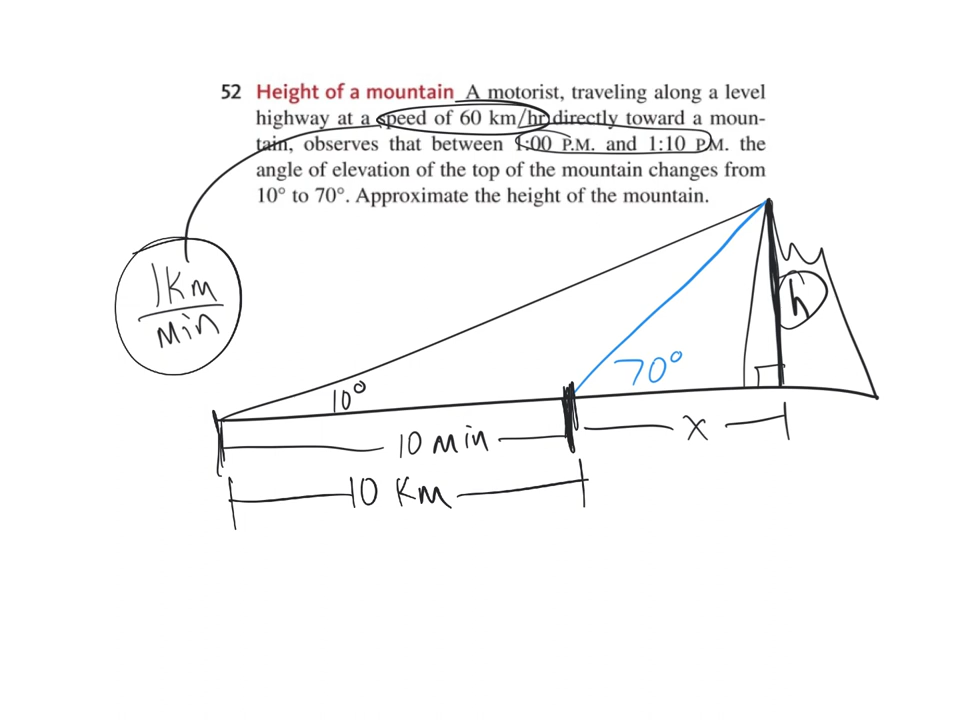 52 Height of a mountain A motorist, traveling along a level
highway at a speed of 60 km/hr directly toward a moun-
tain, observes that between 1:00 P.M. and 1:10 P.M. the
angle of elevation of the top of the mountain changes from
10° to 70°. Approximate the height of the mountain.
1 Km
Min
h
70°
10°
10 Min
x
10 Km